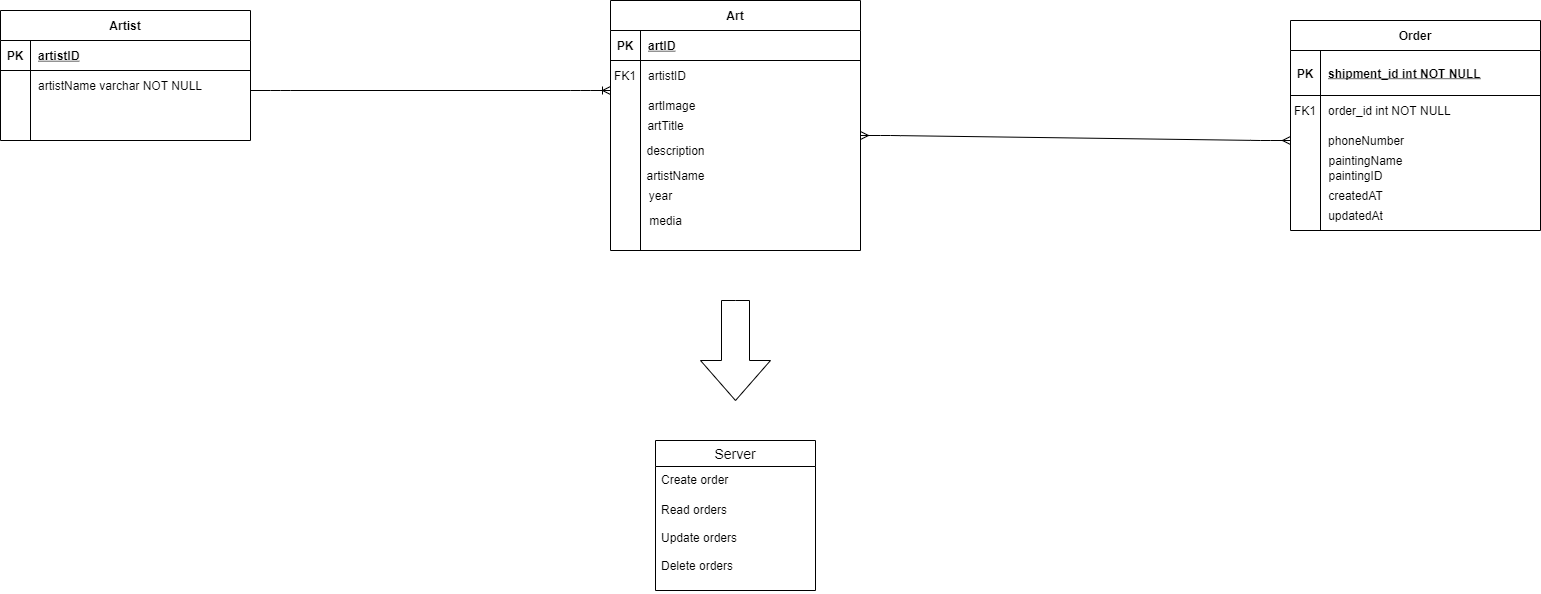 Artist
PK artistID
artistName varchar NOT NULL
Art
PK artID
FK1 artistID
artImage
artTitle
description
artistName
year
media
Order
PK shipment_id int NOT NULL
FK1 order_id int NOT NULL
phoneNumber
paintingName
paintingID
createdAT
updatedAt
Server
Create order
Read orders
Update orders
Delete orders